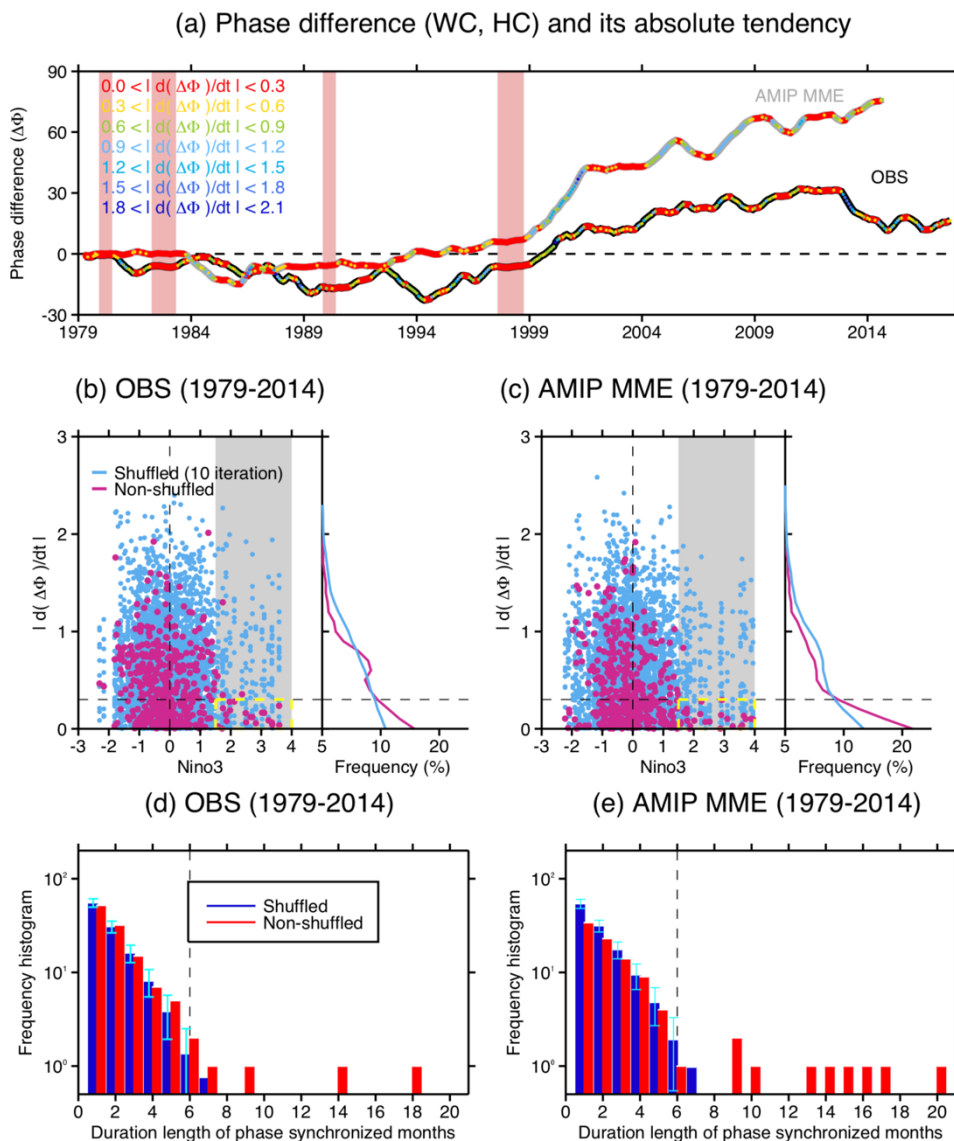 (a) Phase difference (WC, HC) and its absolute tendency
Phase difference (ΔΦ)
90
60
30
0
-30
0.0 < | d( ΔΦ )/dt | < 0.3
0.3 < | d( ΔΦ )/dt | < 0.6
0.6 < | d( ΔΦ )/dt | < 0.9
0.9 < | d( ΔΦ )/dt | < 1.2
1.2 < | d( ΔΦ )/dt | < 1.5
1.5 < | d( ΔΦ )/dt | < 1.8
1.8 < | d( ΔΦ )/dt | < 2.1
AMIP MME
OBS
1979 1984 1989 1994 1999 2004 2009 2014
(b) OBS (1979-2014)
| d( ΔΦ )/dt |
3
2
1
0
Shuffled (10 iteration)
Non-shuffled
-3 -2 -1 0 1 2 3 4 5 10 20
Nino3 Frequency (%)
(c) AMIP MME (1979-2014)
| d( ΔΦ )/dt |
3
2
1
0
-3 -2 -1 0 1 2 3 4 5 10 20
Nino3 Frequency (%)
(d) OBS (1979-2014)
Frequency histogram
10²
10¹
10⁰
Shuffled
Non-shuffled
0 2 4 6 8 10 12 14 16 18 20
Duration length of phase synchronized months
(e) AMIP MME (1979-2014)
Frequency histogram
10²
10¹
10⁰
0 2 4 6 8 10 12 14 16 18 20
Duration length of phase synchronized months